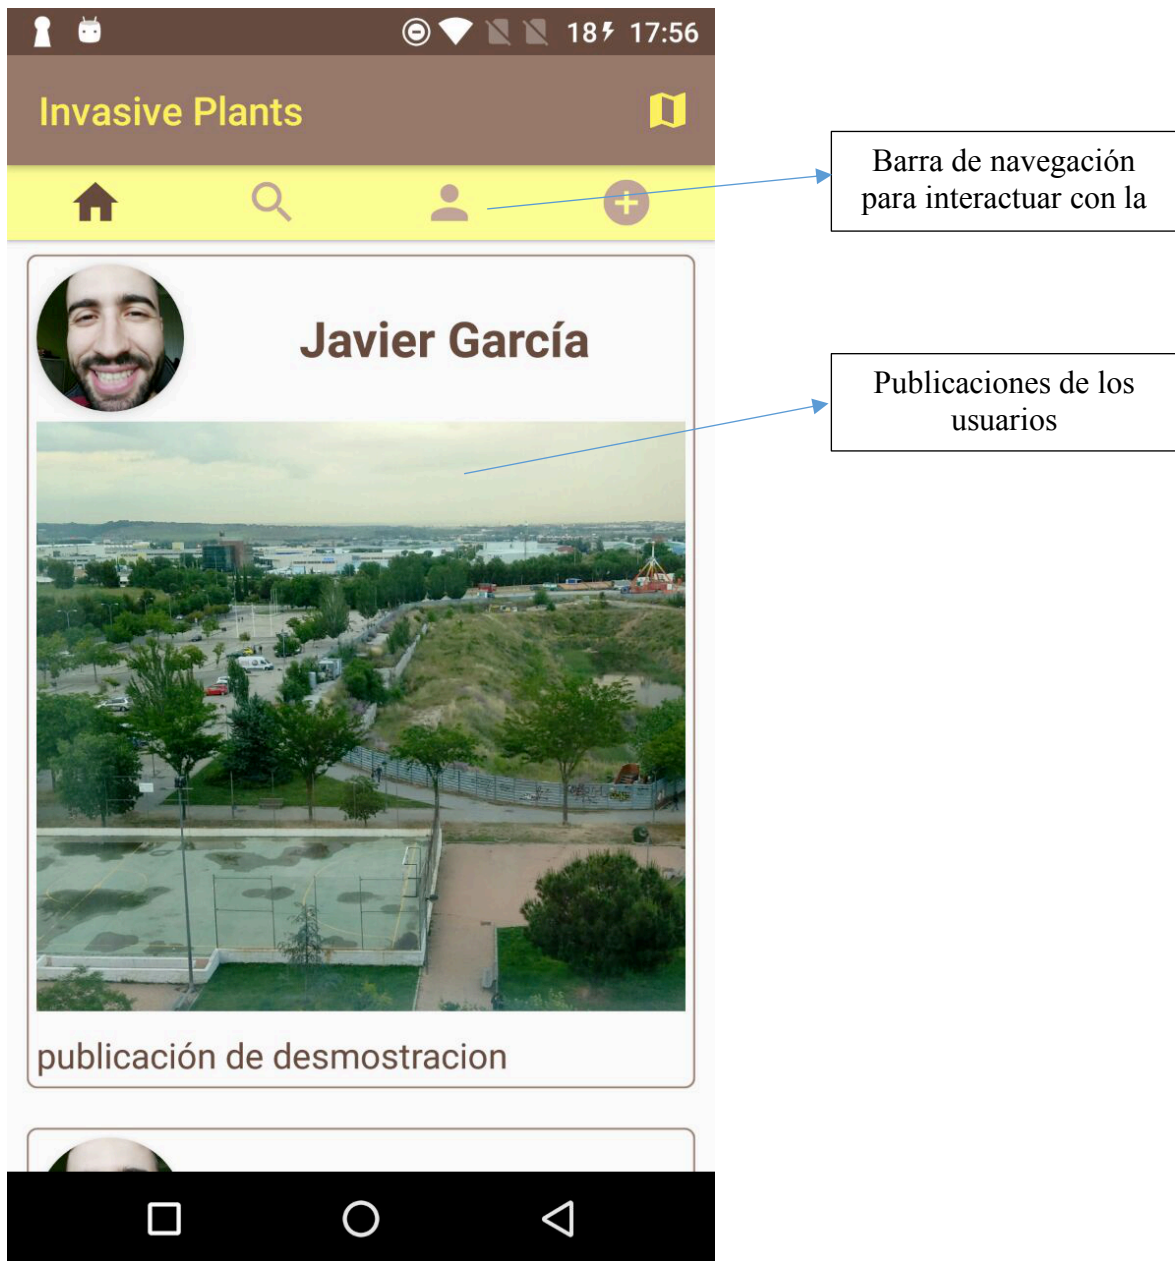 18 17:56
Invasive Plants
Barra de navegación
para interactuar con la
Javier García
Publicaciones de los
usuarios
publicación de desmostracion